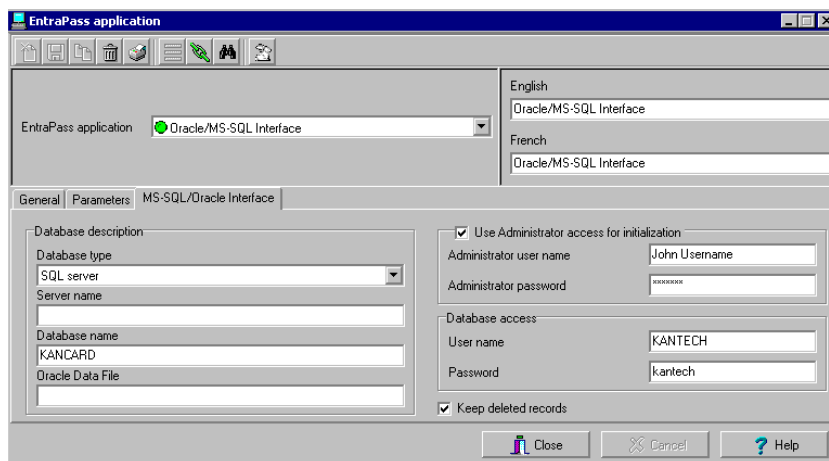 EntraPass application
EntraPass application
Oracle/MS-SQL Interface
English
Oracle/MS-SQL Interface
French
Oracle/MS-SQL Interface
General
Parameters
MS-SQL/Oracle Interface
Database description
Database type
SQL server
Server name
Database name
KANCARD
Oracle Data File
Use Administrator access for initialization
Administrator user name
John Username
Administrator password
*******
Database access
User name
KANTECH
Password
kantech
Keep deleted records
Close
Cancel
Help